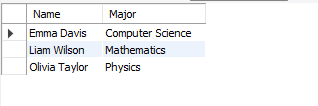 Name Major
Emma Davis Computer Science
Liam Wilson Mathematics
Olivia Taylor Physics